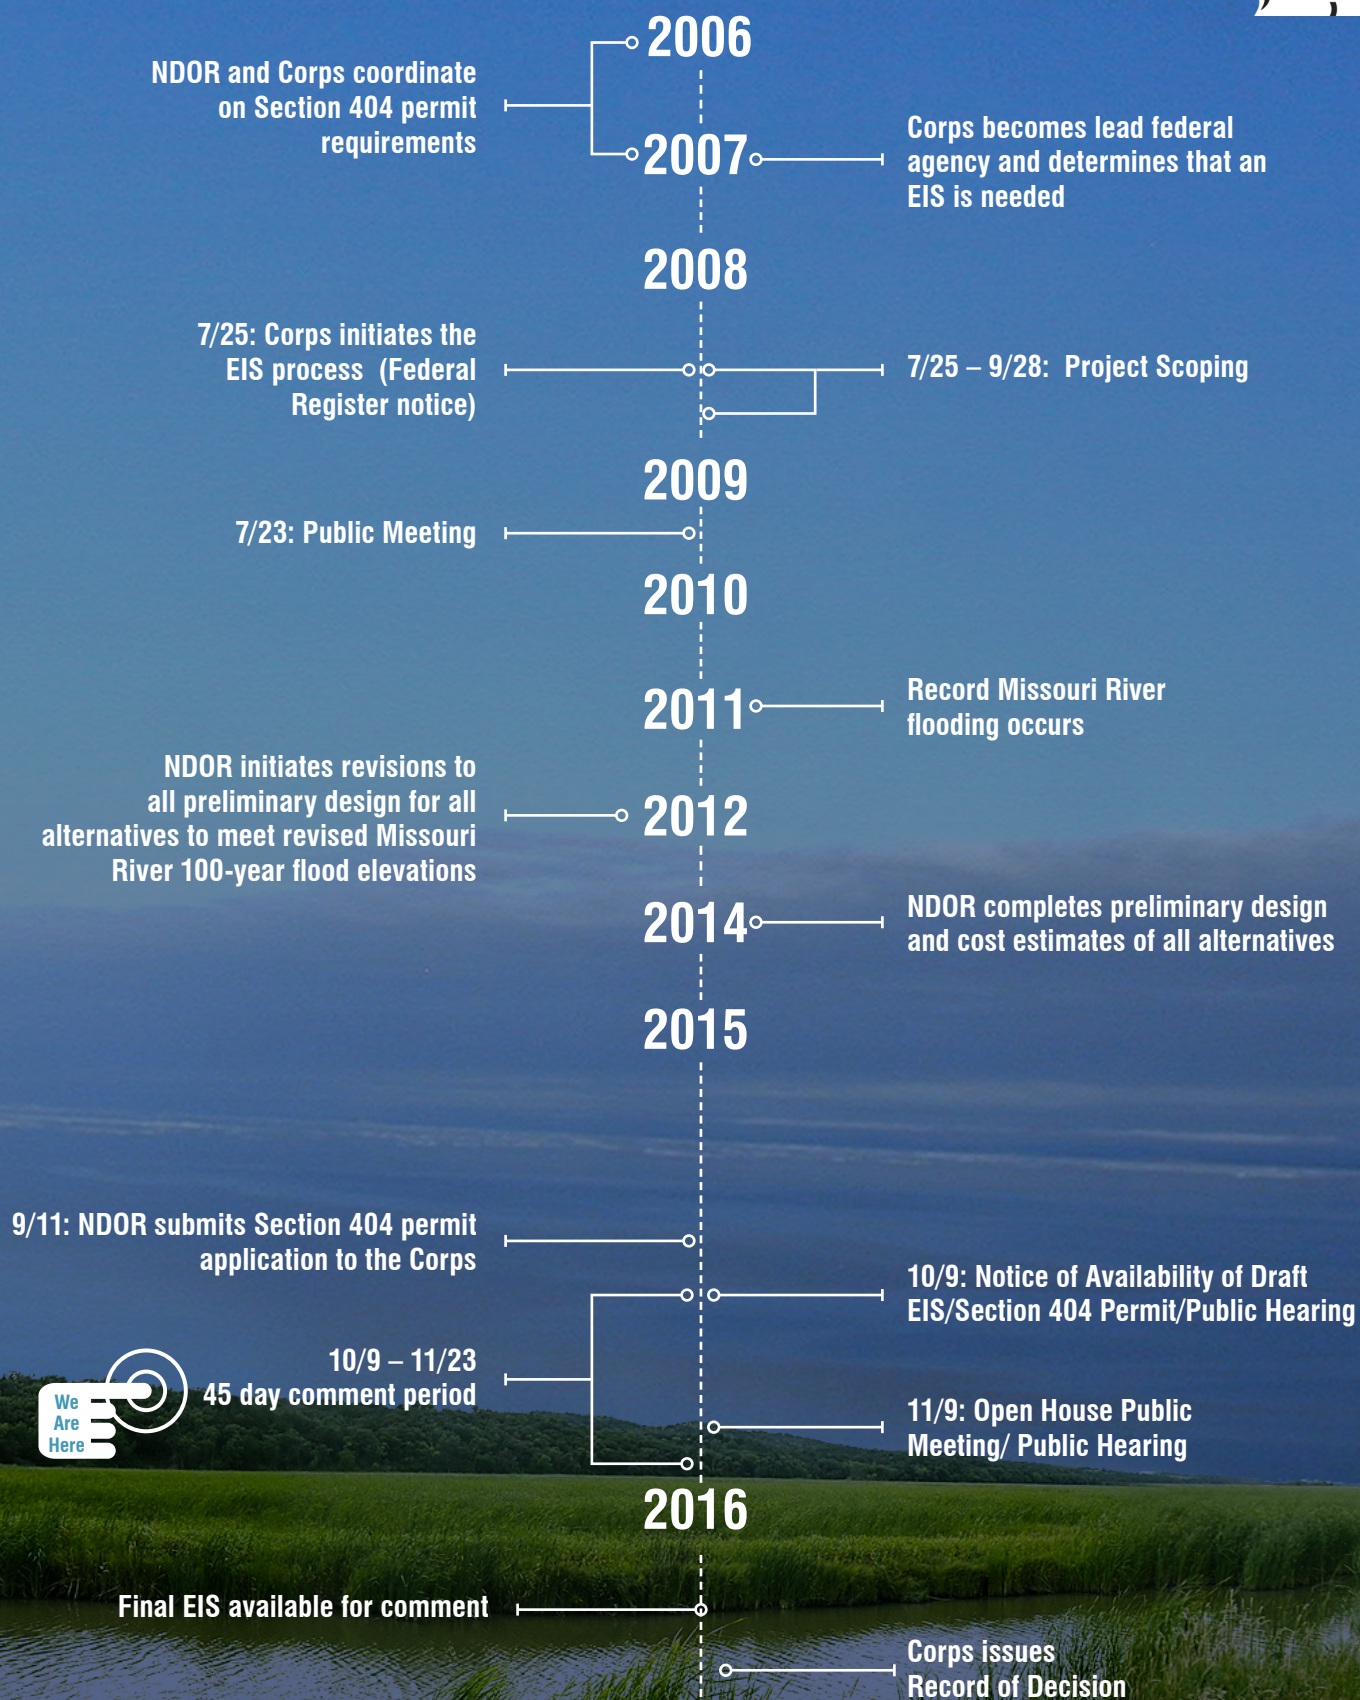 2006
NDOR and Corps coordinate
on Section 404 permit
requirements
2007
Corps becomes lead federal
agency and determines that an
EIS is needed
2008
7/25: Corps initiates the
EIS process (Federal
Register notice)
7/25 – 9/28: Project Scoping
2009
7/23: Public Meeting
2010
2011
Record Missouri River
flooding occurs
NDOR initiates revisions to
all preliminary design for all
alternatives to meet revised Missouri
River 100-year flood elevations
2012
2014
NDOR completes preliminary design
and cost estimates of all alternatives
2015
9/11: NDOR submits Section 404 permit
application to the Corps
10/9: Notice of Availability of Draft
EIS/Section 404 Permit/Public Hearing
10/9 – 11/23
45 day comment period
We
Are
Here
11/9: Open House Public
Meeting/ Public Hearing
2016
Final EIS available for comment
Corps issues
Record of Decision